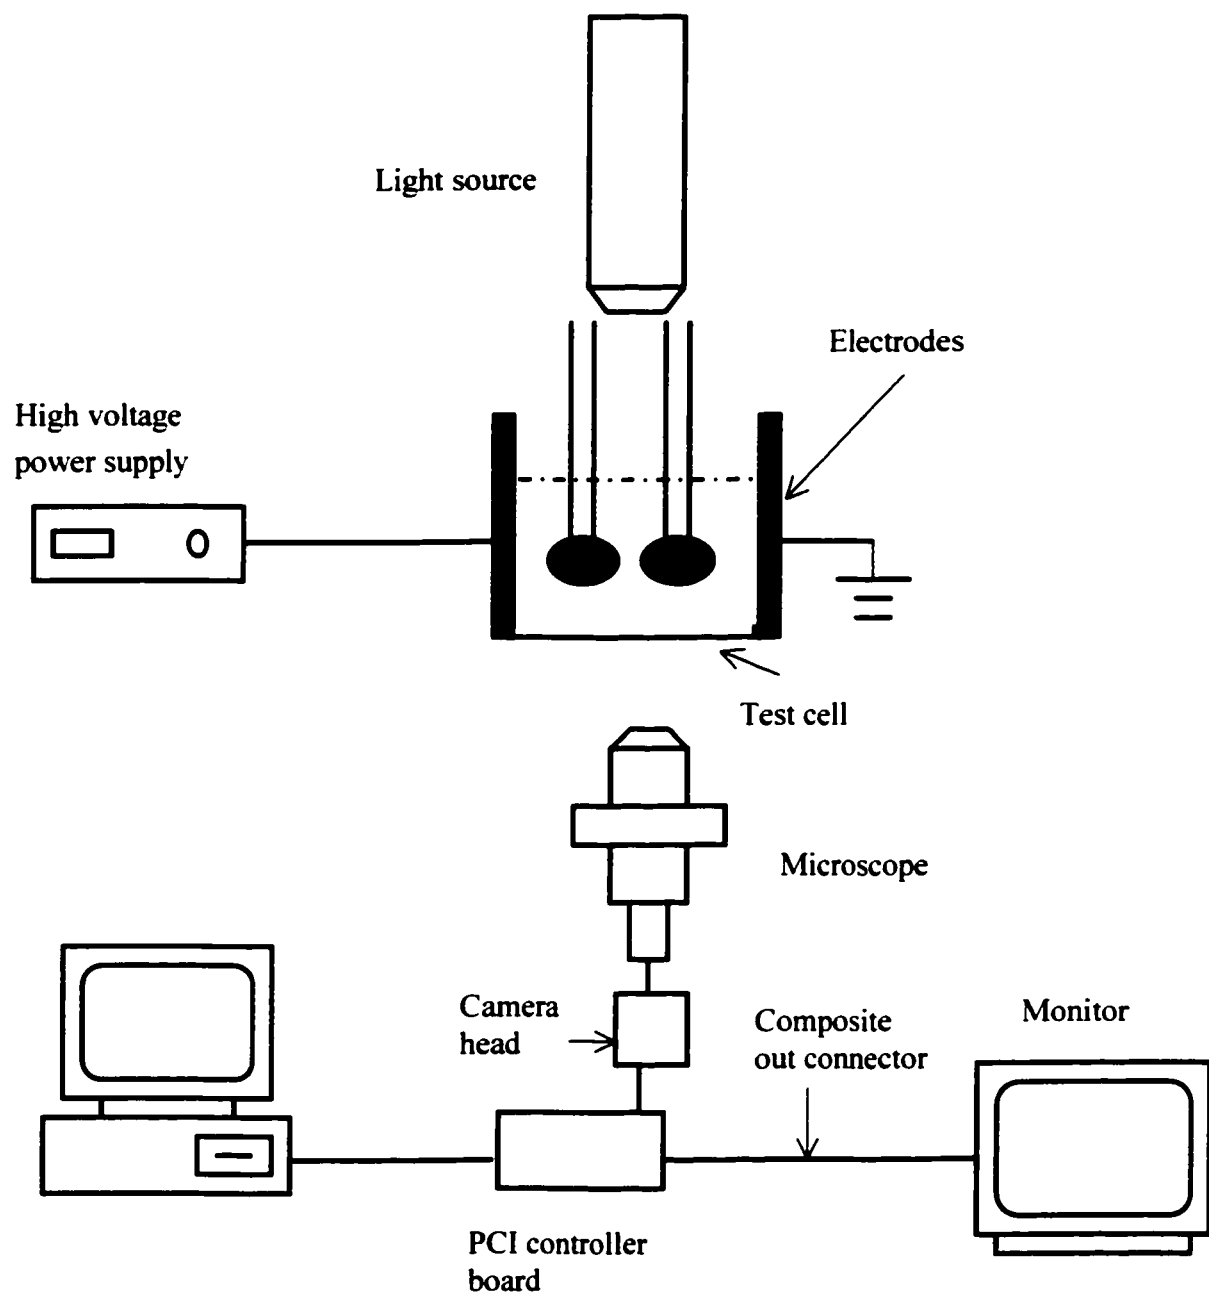 Light source
Electrodes
High voltage
power supply
Test cell
Microscope
Camera
head
Composite
out connector
Monitor
PCI controller
board